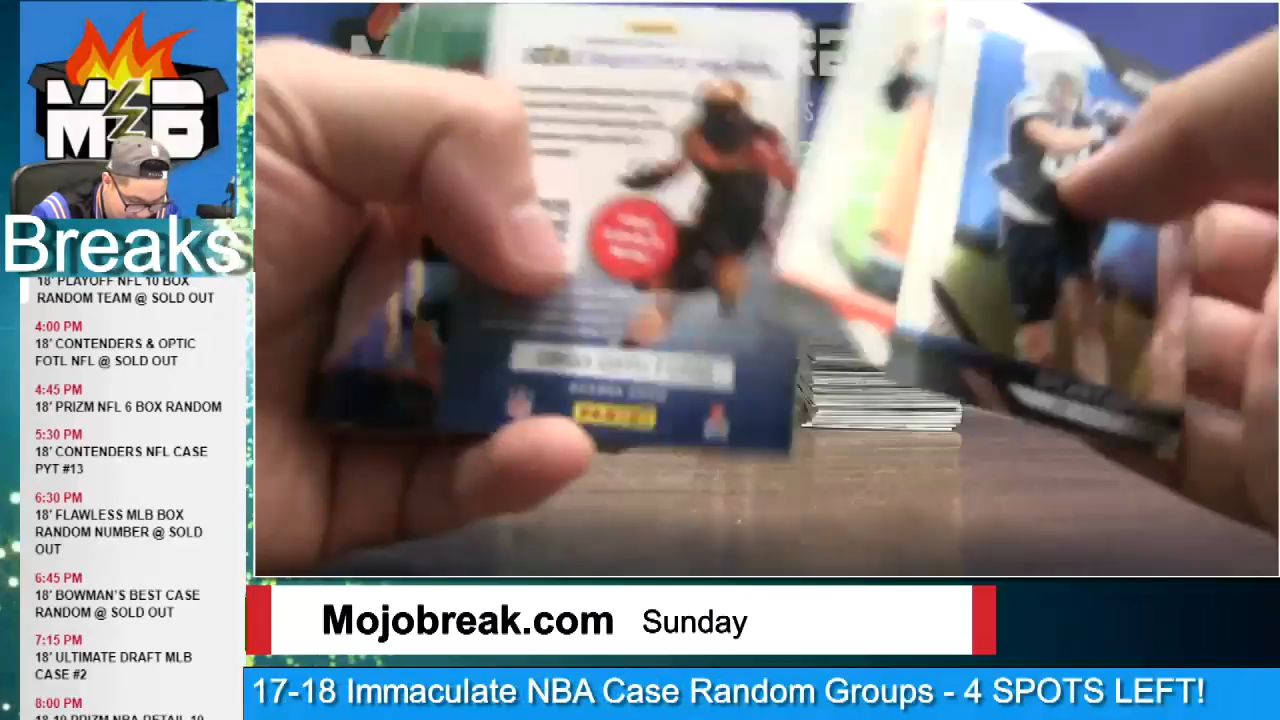 M B
M B
Breaks
18' PLAYOFF NFL 10 BOX
RANDOM TEAM @ SOLD OUT
4:00 PM
18' CONTENDERS & OPTIC
FOTL NFL @ SOLD OUT
4:45 PM
18' PRIZM NFL 6 BOX RANDOM
5:30 PM
18' CONTENDERS NFL CASE
PYT #13
6:30 PM
18' FLAWLESS MLB BOX
RANDOM NUMBER @ SOLD
OUT
6:45 PM
18' BOWMAN'S BEST CASE
RANDOM @ SOLD OUT
7:15 PM
18' ULTIMATE DRAFT MLB
CASE #2
8:00 PM
PANINI
Mojobreak.com Sunday
17-18 Immaculate NBA Case Random Groups - 4 SPOTS LEFT!